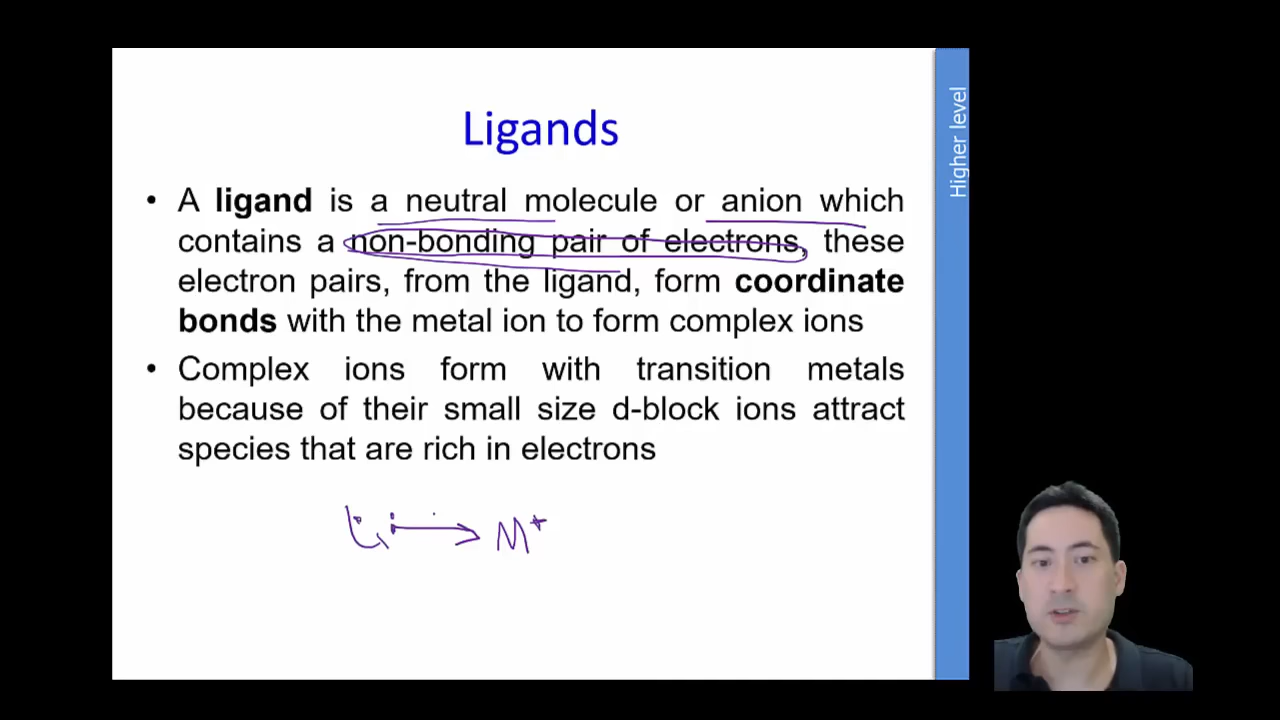 Ligands
• A ligand is a neutral molecule or anion which
contains a non-bonding pair of electrons, these
electron pairs, from the ligand, form coordinate
bonds with the metal ion to form complex ions
• Complex ions form with transition metals
because of their small size d-block ions attract
species that are rich in electrons
M+
Higher level